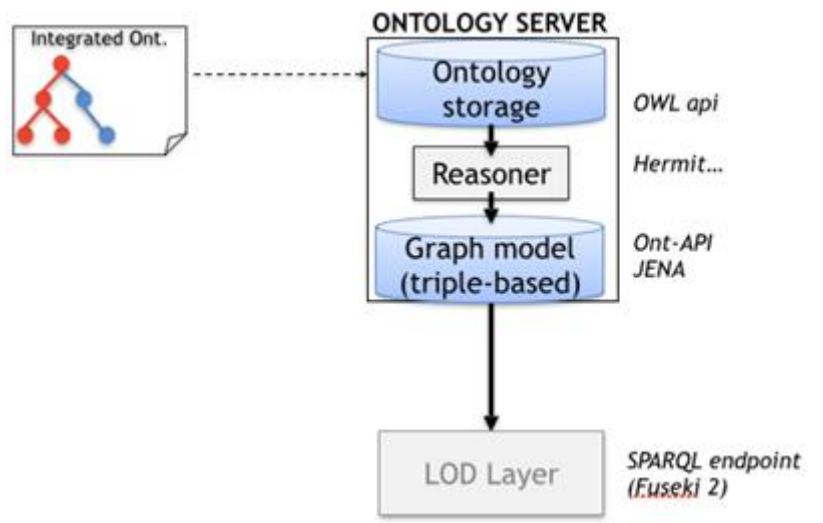 Integrated Ont.
ONTOLOGY SERVER
Ontology
storage
OWL api
Reasoner
Hermit...
Graph model
(triple-based)
Ont-API
JENA
LOD Layer
SPARQL endpoint
(Fuseki 2)